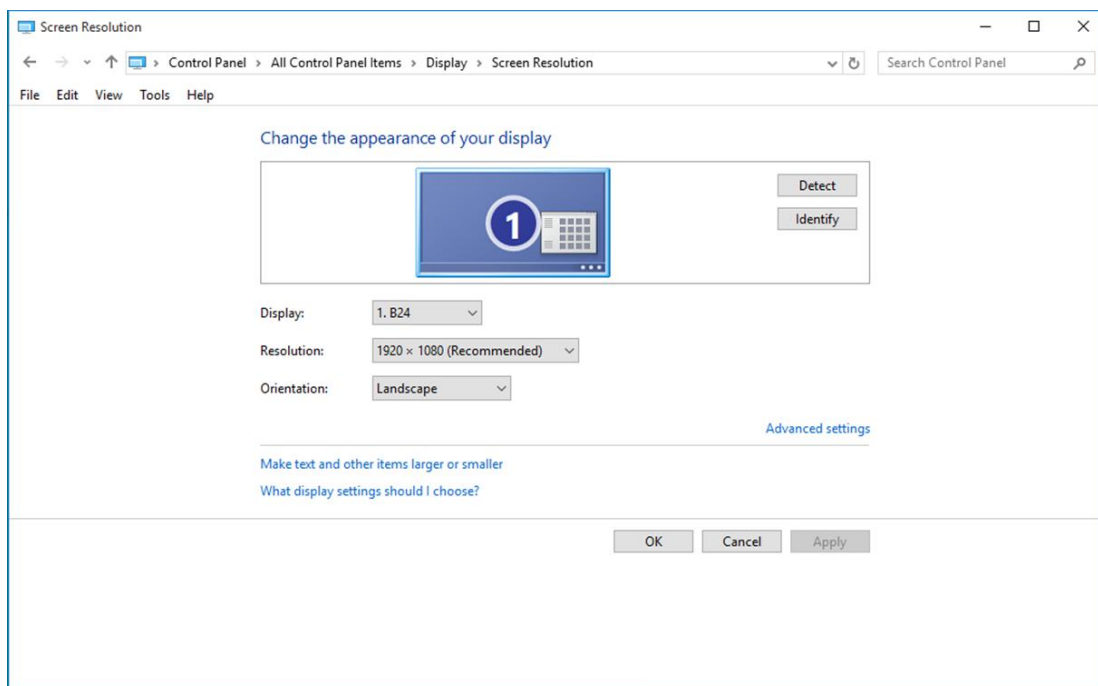 Screen Resolution
Control Panel > All Control Panel Items > Display > Screen Resolution
Search Control Panel
File Edit View Tools Help
Change the appearance of your display
1
Detect
Identify
Display: 1. B24
Resolution: 1920 × 1080 (Recommended)
Orientation: Landscape
Advanced settings
Make text and other items larger or smaller
What display settings should I choose?
OK Cancel Apply